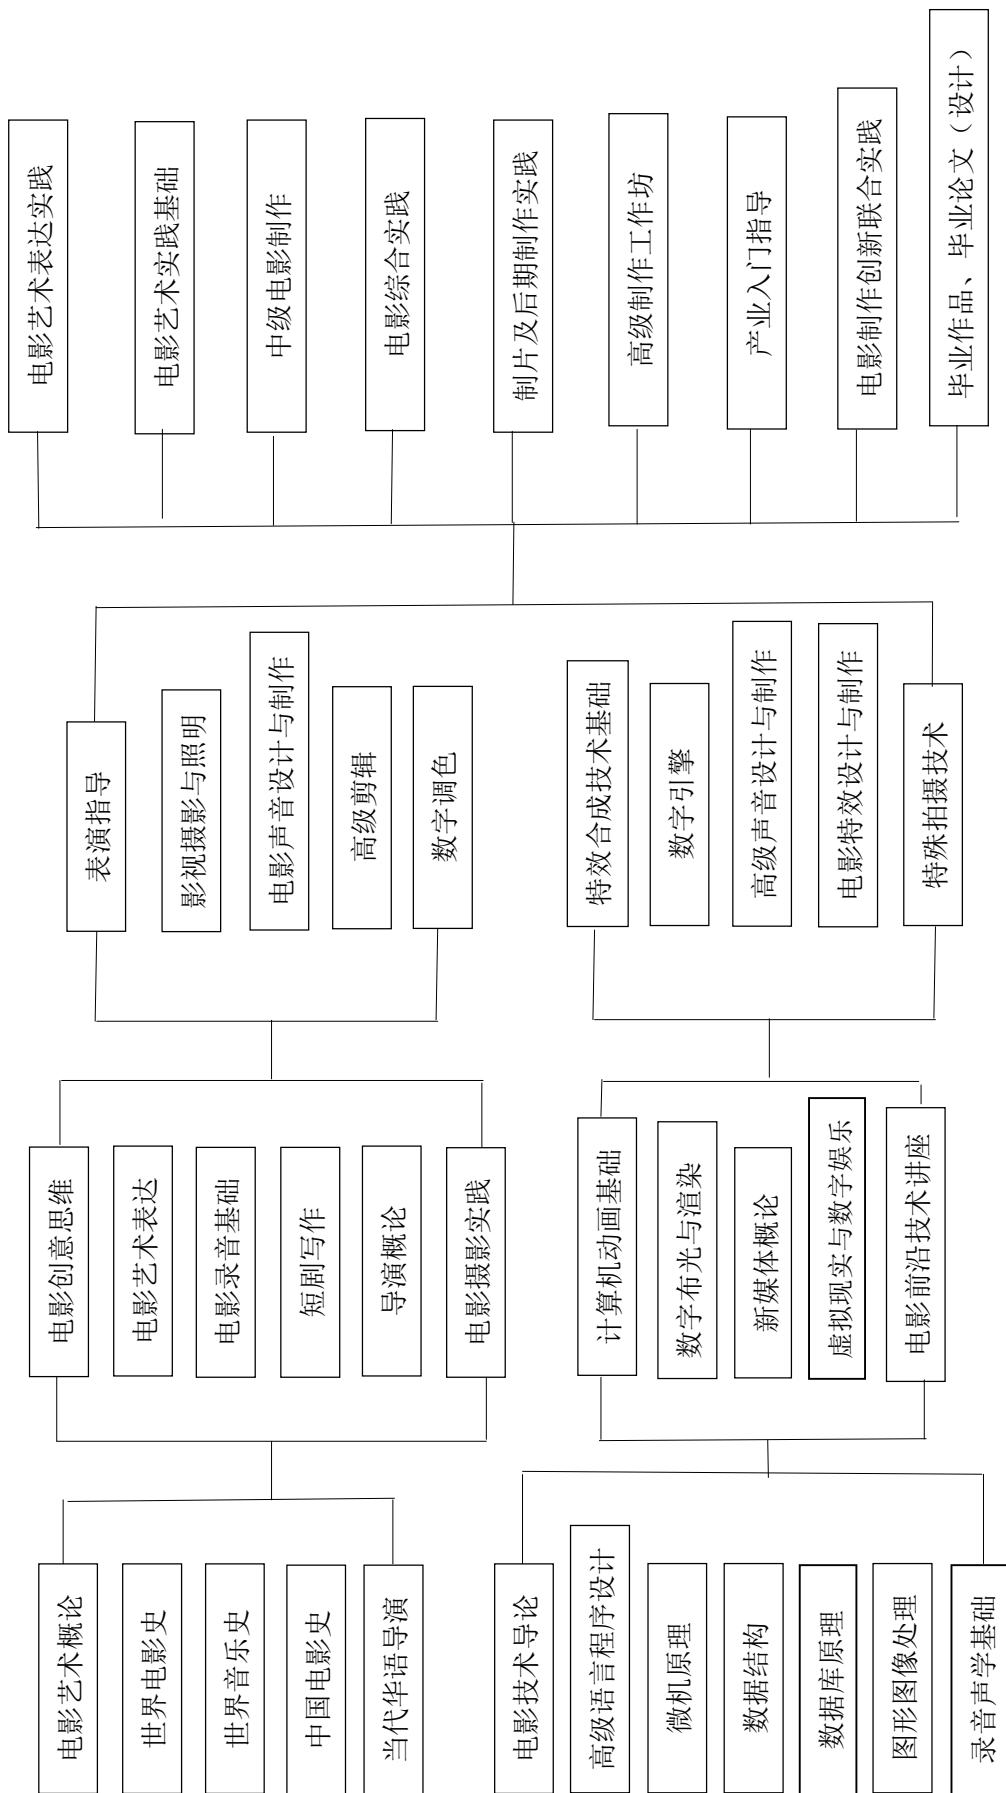 电影艺术概论
世界电影史
世界音乐史
中国电影史
当代华语导演
电影技术导论
高级语言程序设计
微机原理
数据结构
数据库原理
图形图像处理
录音声学基础
电影创意思维
电影艺术表达
电影录音基础
短剧写作
导演概论
电影摄影实践
计算机动画基础
数字布光与渲染
新媒体概论
虚拟现实与数字娱乐
电影前沿技术讲座
表演指导
影视摄影与照明
电影声音设计与制作
高级剪辑
数字调色
特效合成技术基础
数字引擎
高级声音设计与制作
电影特效设计与制作
特殊拍摄技术
电影艺术表达实践
电影艺术实践基础
中级电影制作
电影综合实践
制片及后期制作实践
高级制作工作坊
产业入门指导
电影制作创新联合实践
毕业作品、毕业论文（设计）